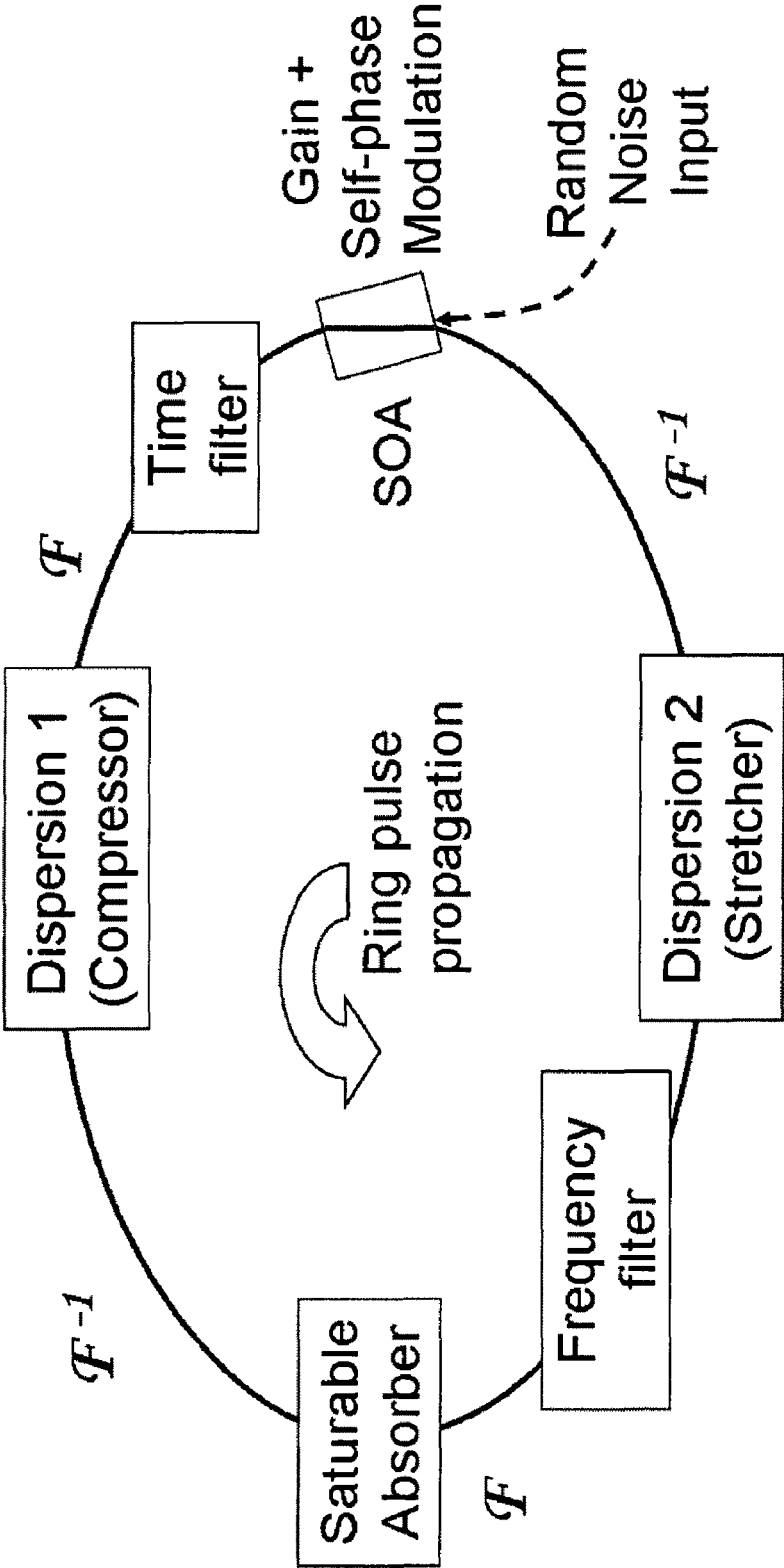 Dispersion 1
(Compressor)
ℱ
Time
filter
Gain +
Self-phase
Modulation
SOA
Random
Noise
Input
ℱ⁻¹
Dispersion 2
(Stretcher)
Frequency
filter
ℱ
Saturable
Absorber
ℱ⁻¹
Ring pulse
propagation